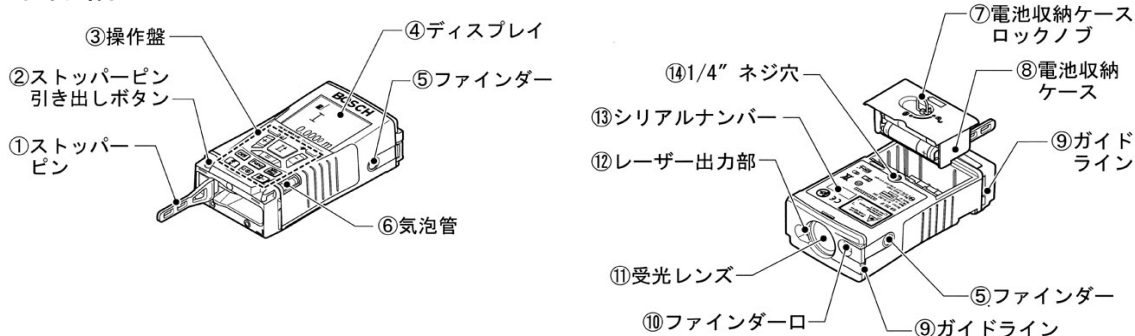 ③操作盤
④ディスプレイ
②ストッパーピン
引き出しボタン
⑤ファインダー
①ストッパー
ピン
BOSCH
⑥気泡管
⑦電池収納ケース
ロックノブ
⑭1/4" ネジ穴
⑧電池収納
ケース
⑬シリアルナンバー
⑨ガイド
ライン
⑫レーザー出力部
⑪受光レンズ
⑤ファインダー
⑩ファインダー口
⑨ガイドライン